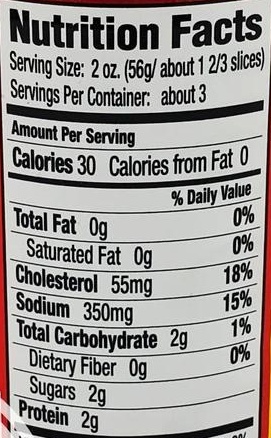 Nutrition Facts
Serving Size: 2 oz. (56g/ about 1 2/3 slices)
Servings Per Container: about 3
Amount Per Serving
Calories 30 Calories from Fat 0
% Daily Value
Total Fat 0g 0%
Saturated Fat 0g 0%
Cholesterol 55mg 18%
Sodium 350mg 15%
Total Carbohydrate 2g 1%
Dietary Fiber 0g 0%
Sugars 2g
Protein 2g